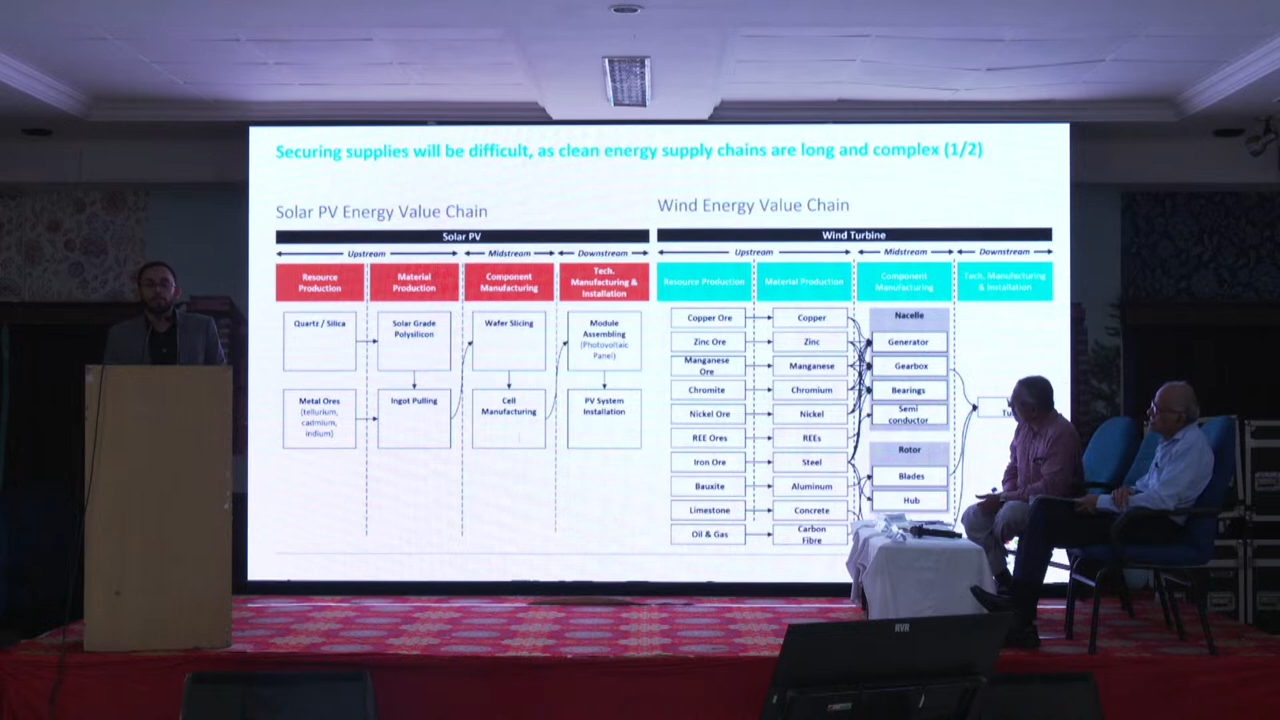 Securing supplies will be difficult, as clean energy supply chains are long and complex (1/2)
Solar PV Energy Value Chain
Solar PV
Upstream
Midstream
Downstream
Resource
Production
Material
Production
Component
Manufacturing
Tech.
Manufacturing &
Installation
Quartz / Silica
Solar Grade
Polysilicon
Wafer Slicing
Module
Assembling
(Photovoltaic
Panel)
Metal Ores
(tellurium,
cadmium,
indium)
Ingot Pulling
Cell
Manufacturing
PV System
Installation
Wind Energy Value Chain
Wind Turbine
Upstream
Midstream
Downstream
Resource Production
Material Production
Component
Manufacturing
Tech. Manufacturing
& Installation
Copper Ore
Copper
Nacelle
Zinc Ore
Zinc
Generator
Manganese
Ore
Manganese
Gearbox
Chromite
Chromium
Bearings
Nickel Ore
Nickel
Semi
conductor
REE Ores
REEs
Rotor
Iron Ore
Steel
Blades
Bauxite
Aluminum
Hub
Limestone
Concrete
Oil & Gas
Carbon
Fibre
RVR